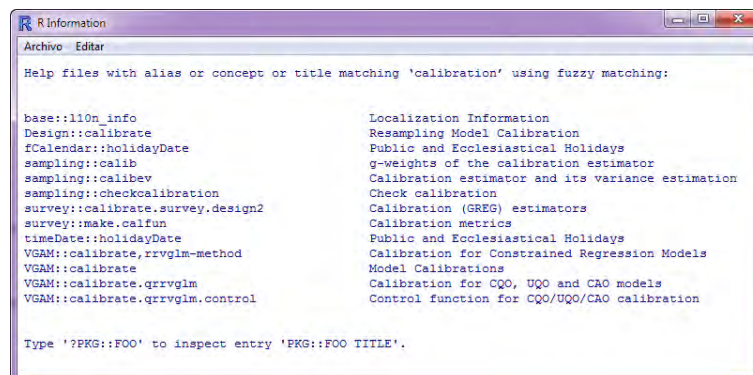 R Information
Archivo Editar
Help files with alias or concept or title matching ‘calibration’ using fuzzy matching:
base::l10n_info Localization Information
Design::calibrate Resampling Model Calibration
fCalendar::holidayDate Public and Ecclesiastical Holidays
sampling::calib g-weights of the calibration estimator
sampling::calibev Calibration estimator and its variance estimation
sampling::checkcalibration Check calibration
survey::calibrate.survey.design2 Calibration (GREG) estimators
survey::make.calfun Calibration metrics
timeDate::holidayDate Public and Ecclesiastical Holidays
VGAM::calibrate,rrvglm-method Calibration for Constrained Regression Models
VGAM::calibrate Model Calibrations
VGAM::calibrate.qrrvglm Calibration for CQO, UQO and CAO models
VGAM::calibrate.qrrvglm.control Control function for CQO/UQO/CAO calibration
Type '?PKG::FOO' to inspect entry 'PKG::FOO TITLE'.